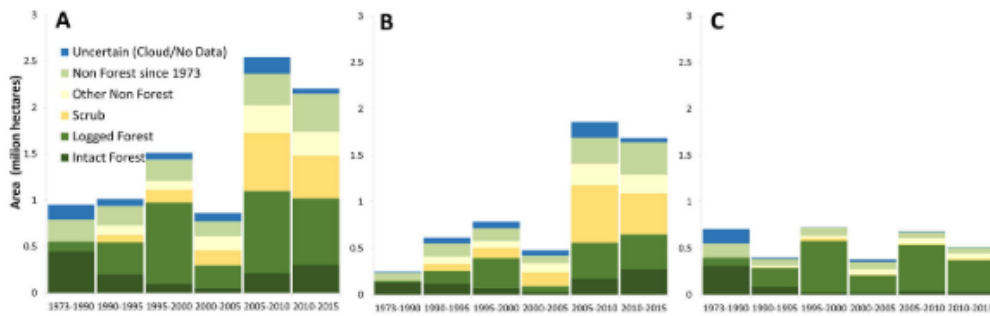 A
B
C
Uncertain (Cloud/No Data)
Non Forest since 1973
Other Non Forest
Scrub
Logged Forest
Intact Forest
Area (milion hectares)
3
2.5
2
1.5
1
0.5
0
1973-1990 1990-1995 1995-2000 2000-2005 2005-2010 2010-2015
3
2.5
2
1.5
1
0.5
0
1973-1990 1990-1995 1995-2000 2000-2005 2005-2010 2010-2015
3
2.5
2
1.5
1
0.5
0
1973-1990 1990-1995 1995-2000 2000-2005 2005-2010 2010-2015